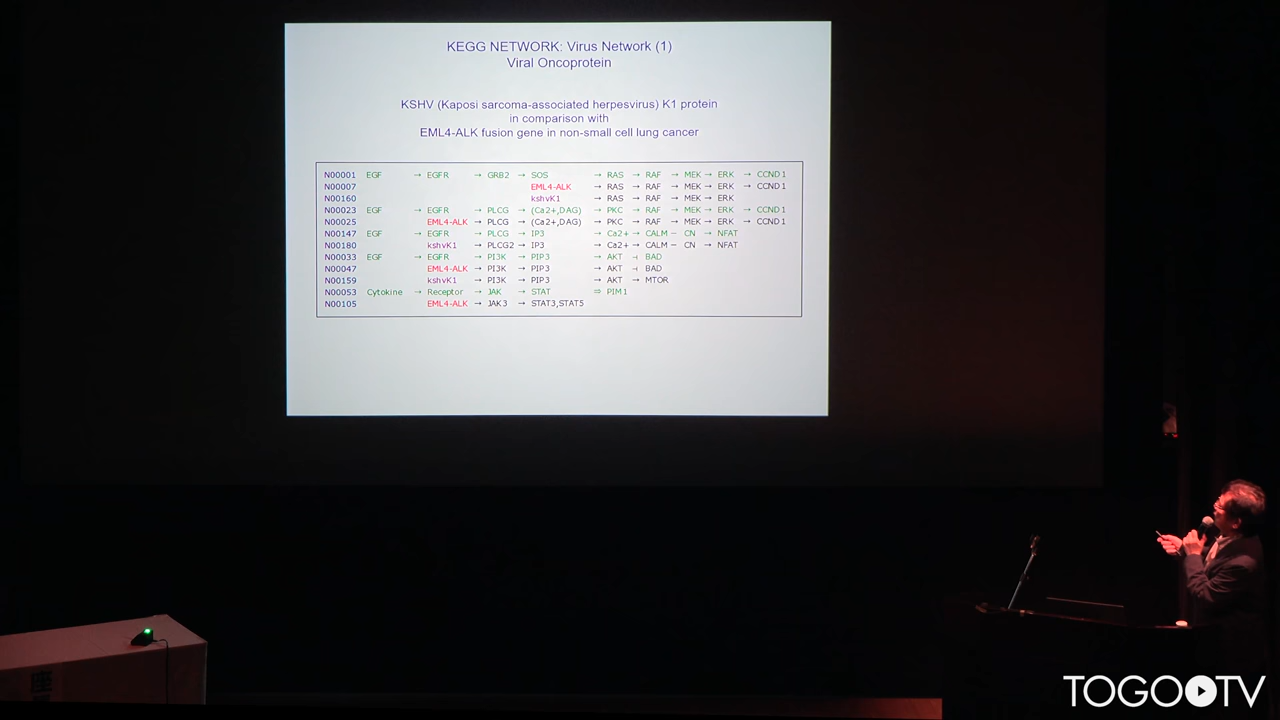 KEGG NETWORK: Virus Network (1)
Viral Oncoprotein
KSHV (Kaposi sarcoma-associated herpesvirus) K1 protein
in comparison with
EML4-ALK fusion gene in non-small cell lung cancer
N00001 EGF → EGFR → GRB2 → SOS → RAS → RAF → MEK → ERK → CCND1
N00007 EML4-ALK → RAS → RAF → MEK → ERK → CCND1
N00160 kshvK1 → RAS → RAF → MEK → ERK
N00023 EGF → EGFR → PLCG → (Ca2+,DAG) → PKC → RAF → MEK → ERK → CCND1
N00025 EML4-ALK → PLCG → (Ca2+,DAG) → PKC → RAF → MEK → ERK → CCND1
N00147 EGF → EGFR → PLCG → IP3 → Ca2+ → CALM − CN → NFAT
N00180 kshvK1 → PLCG2 → IP3 → Ca2+ → CALM − CN → NFAT
N00033 EGF → EGFR → PI3K → PIP3 → AKT ⊣ BAD
N00047 EML4-ALK → PI3K → PIP3 → AKT ⊣ BAD
N00159 kshvK1 → PI3K → PIP3 → AKT → MTOR
N00053 Cytokine → Receptor → JAK → STAT ⇒ PIM1
N00105 EML4-ALK → JAK3 → STAT3,STAT5
座
TOGO TV